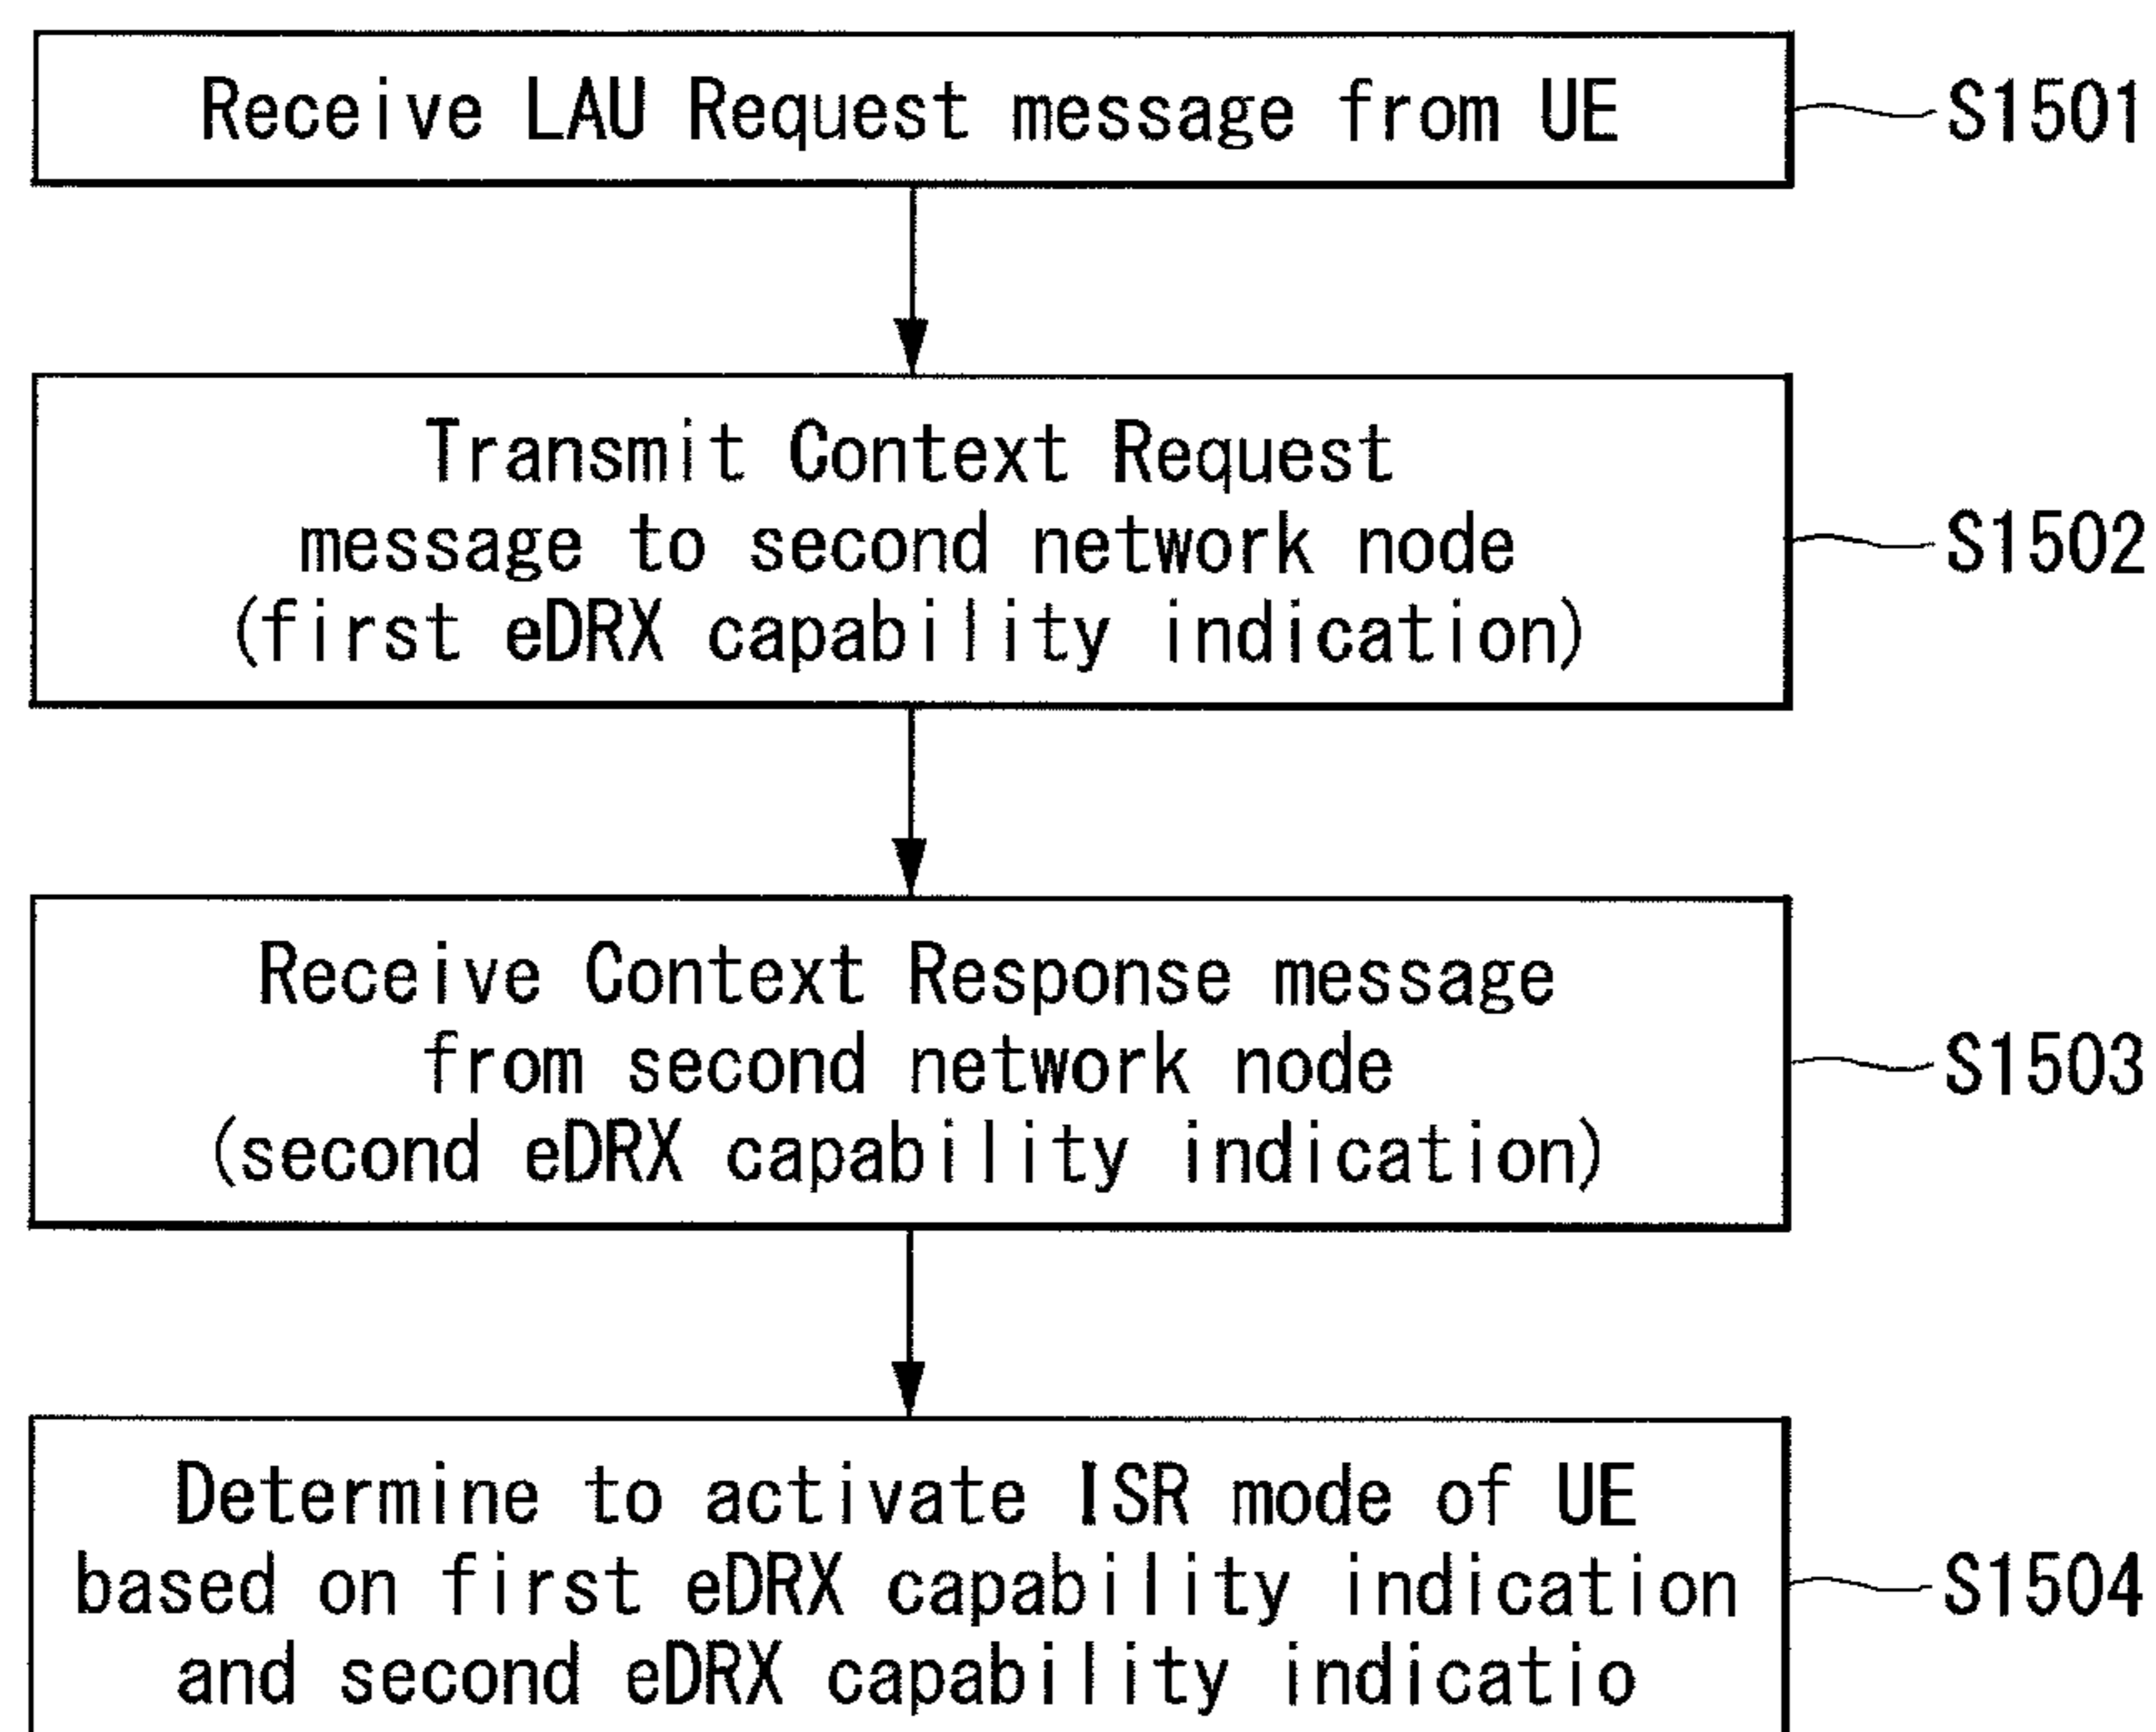 Receive LAU Request message from UE
S1501
Transmit Context Request
message to second network node
(first eDRX capability indication)
S1502
Receive Context Response message
from second network node
(second eDRX capability indication)
S1503
Determine to activate ISR mode of UE
based on first eDRX capability indication
and second eDRX capability indicatio
S1504